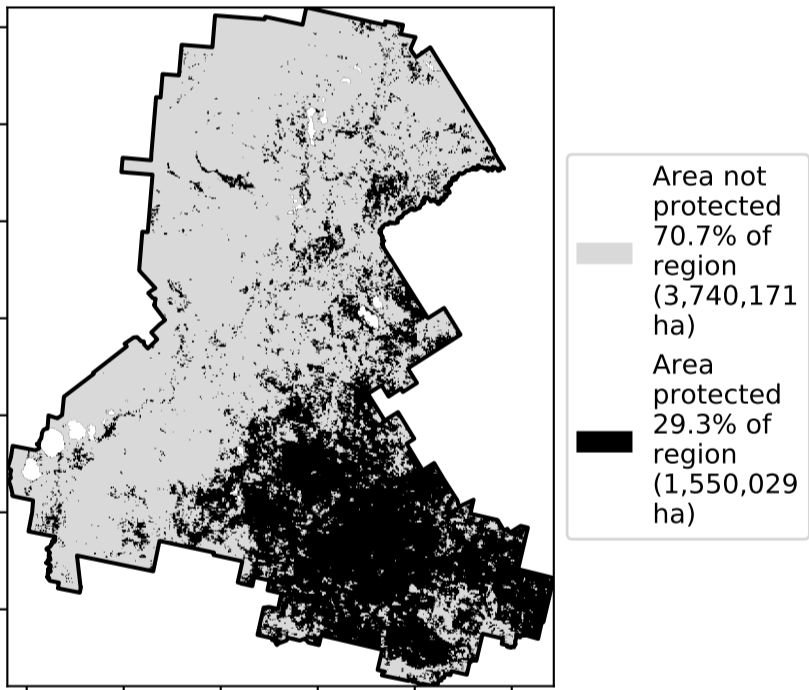 Area not
protected
70.7% of
region
(3,740,171
ha)
Area
protected
29.3% of
region
(1,550,029
ha)